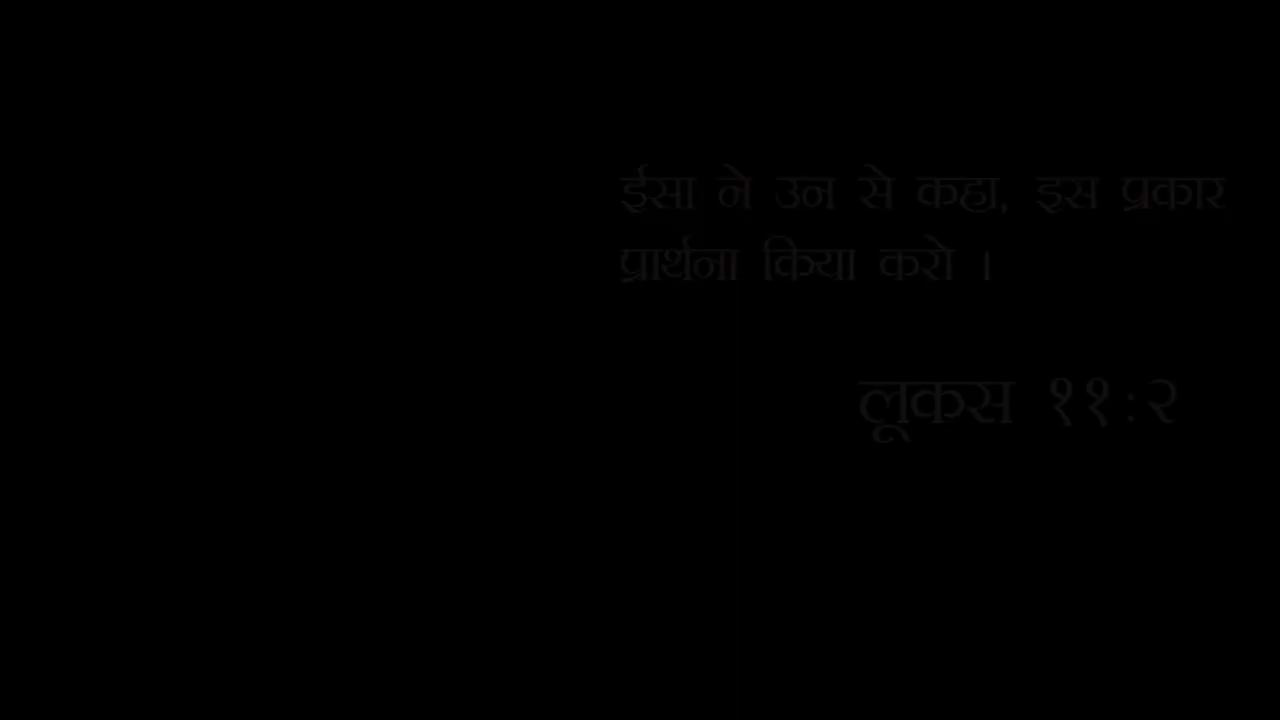 ईसा ने उन से कहा, इस प्रकार
प्रार्थना किया करो ।
लूकस ११:२